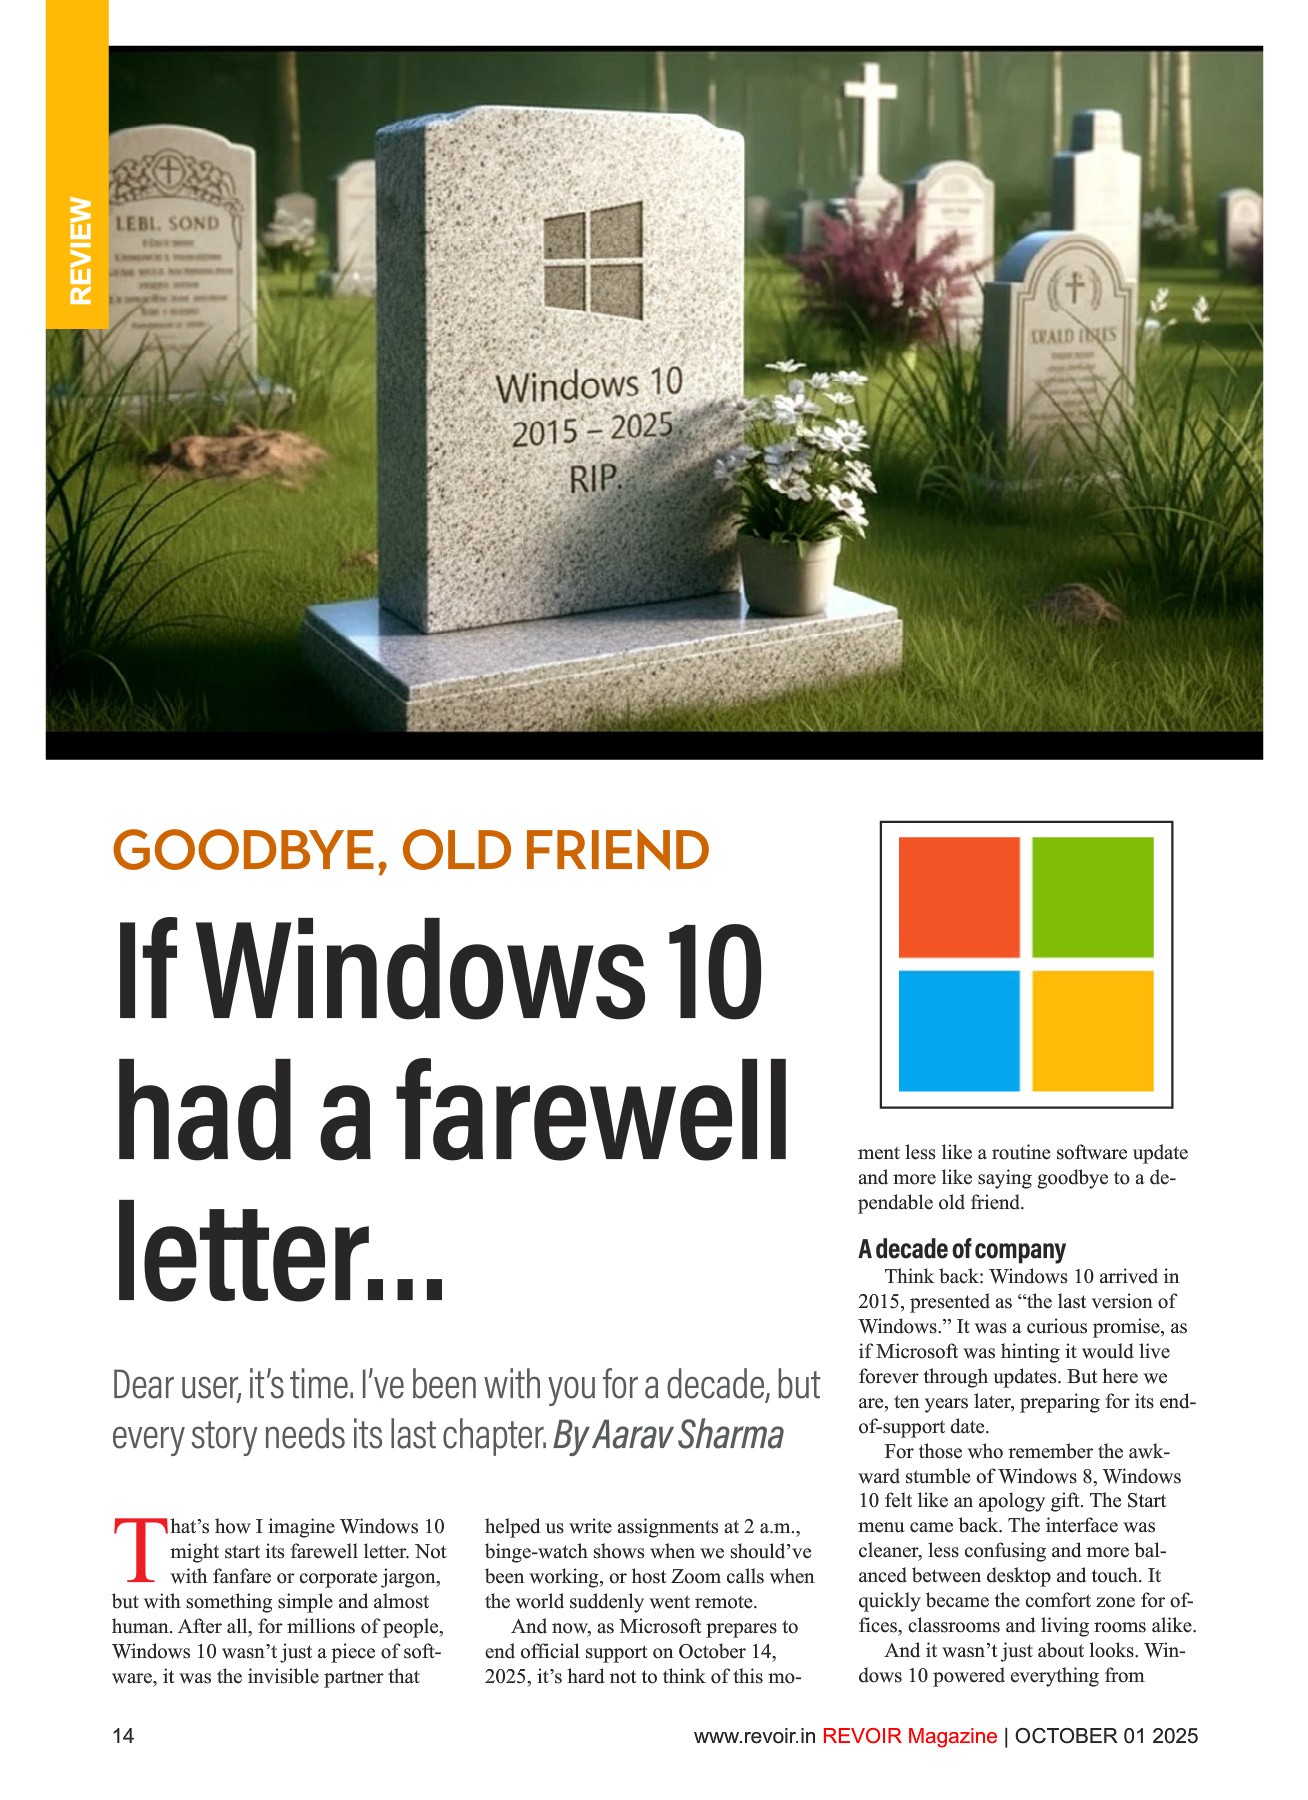 REVIEW
LEBL. SOND
Windows 10
2015 – 2025
RIP.
GOODBYE, OLD FRIEND
If Windows 10
had a farewell
letter...
Dear user, it’s time. I’ve been with you for a decade, but
every story needs its last chapter. By Aarav Sharma
That’s how I imagine Windows 10
might start its farewell letter. Not
with fanfare or corporate jargon,
but with something simple and almost
human. After all, for millions of people,
Windows 10 wasn’t just a piece of soft-
ware, it was the invisible partner that
helped us write assignments at 2 a.m.,
binge-watch shows when we should’ve
been working, or host Zoom calls when
the world suddenly went remote.
And now, as Microsoft prepares to
end official support on October 14,
2025, it’s hard not to think of this mo-
ment less like a routine software update
and more like saying goodbye to a de-
pendable old friend.
A decade of company
Think back: Windows 10 arrived in
2015, presented as “the last version of
Windows.” It was a curious promise, as
if Microsoft was hinting it would live
forever through updates. But here we
are, ten years later, preparing for its end-
of-support date.
For those who remember the awk-
ward stumble of Windows 8, Windows
10 felt like an apology gift. The Start
menu came back. The interface was
cleaner, less confusing and more bal-
anced between desktop and touch. It
quickly became the comfort zone for of-
fices, classrooms and living rooms alike.
And it wasn’t just about looks. Win-
dows 10 powered everything from
14
www.revoir.in REVOIR Magazine | OCTOBER 01 2025